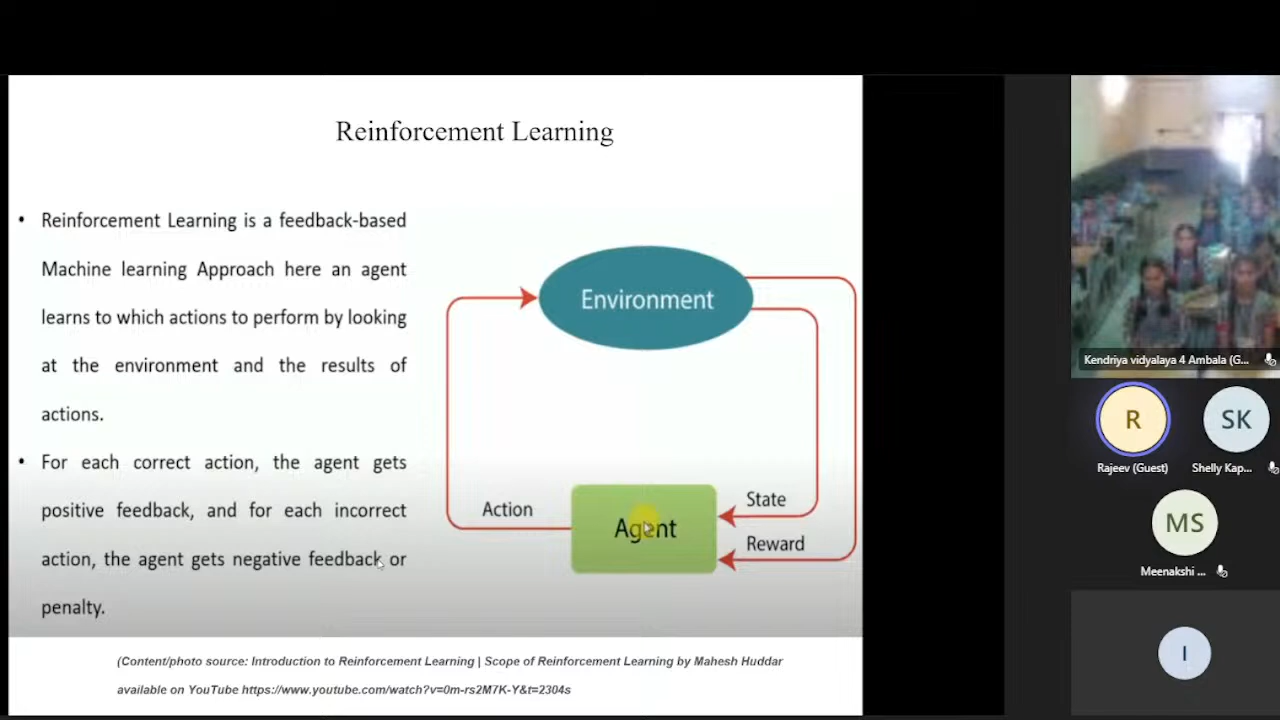 Reinforcement Learning
• Reinforcement Learning is a feedback-based
Machine learning Approach here an agent
learns to which actions to perform by looking
at the environment and the results of
actions.
• For each correct action, the agent gets
positive feedback, and for each incorrect
action, the agent gets negative feedback or
penalty.
Environment
Action
Agent
State
Reward
(Content/photo source: Introduction to Reinforcement Learning | Scope of Reinforcement Learning by Mahesh Huddar
available on YouTube https://www.youtube.com/watch?v=0m-rs2M7K-Y&t=2304s
Kendriya vidyalaya 4 Ambala (G...
R
SK
Rajeev (Guest)
Shelly Kap...
MS
Meenakshi ...
I